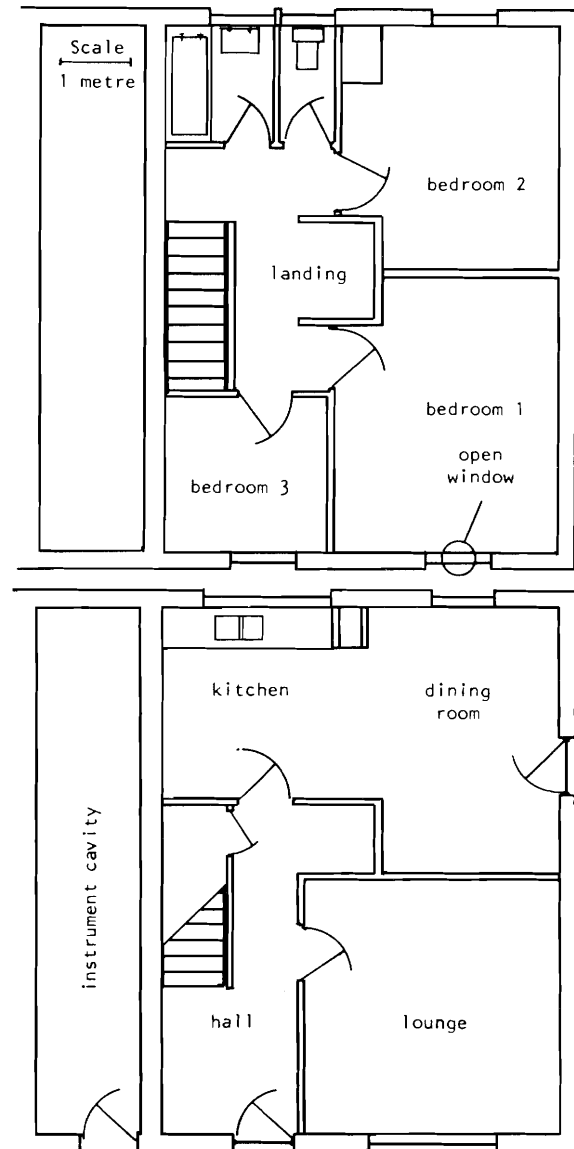 Scale
1 metre
bedroom 2
landing
bedroom 1
open
window
bedroom 3
kitchen
dining
room
instrument cavity
hall
lounge